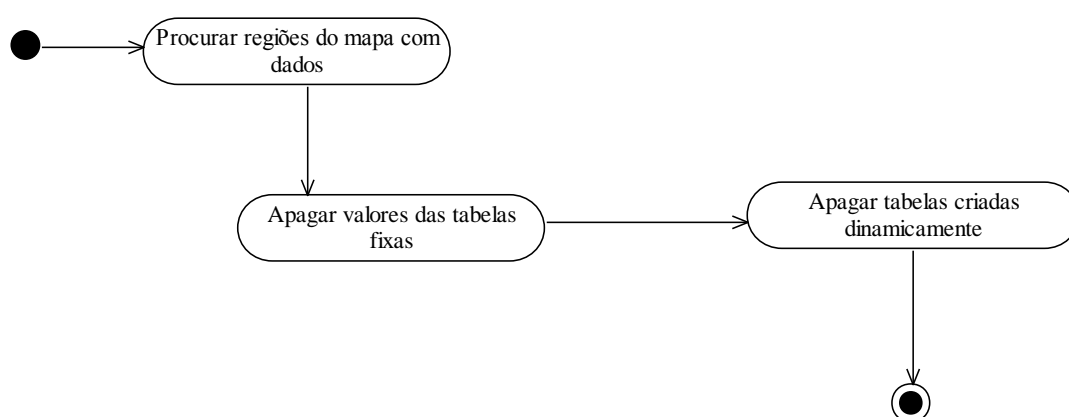 Procurar regiões do mapa com
dados
Apagar valores das tabelas
fixas
Apagar tabelas criadas
dinamicamente